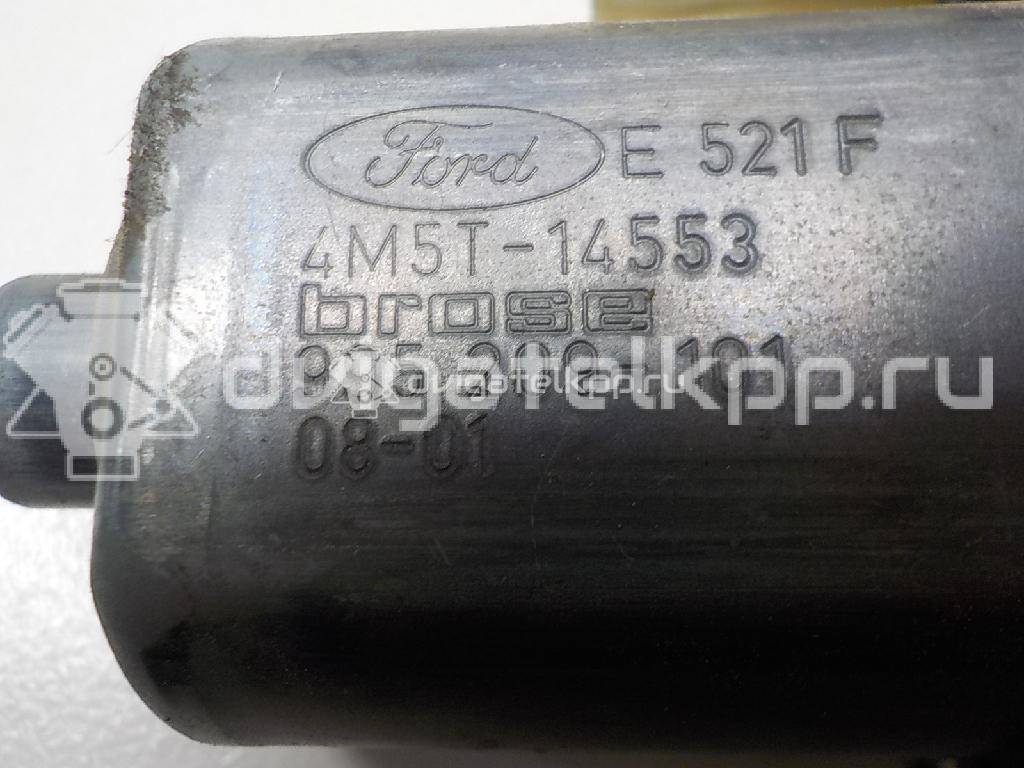 Ford E 521 F
4M5T-14553
brose
dvigatelkpp.ru
08-01